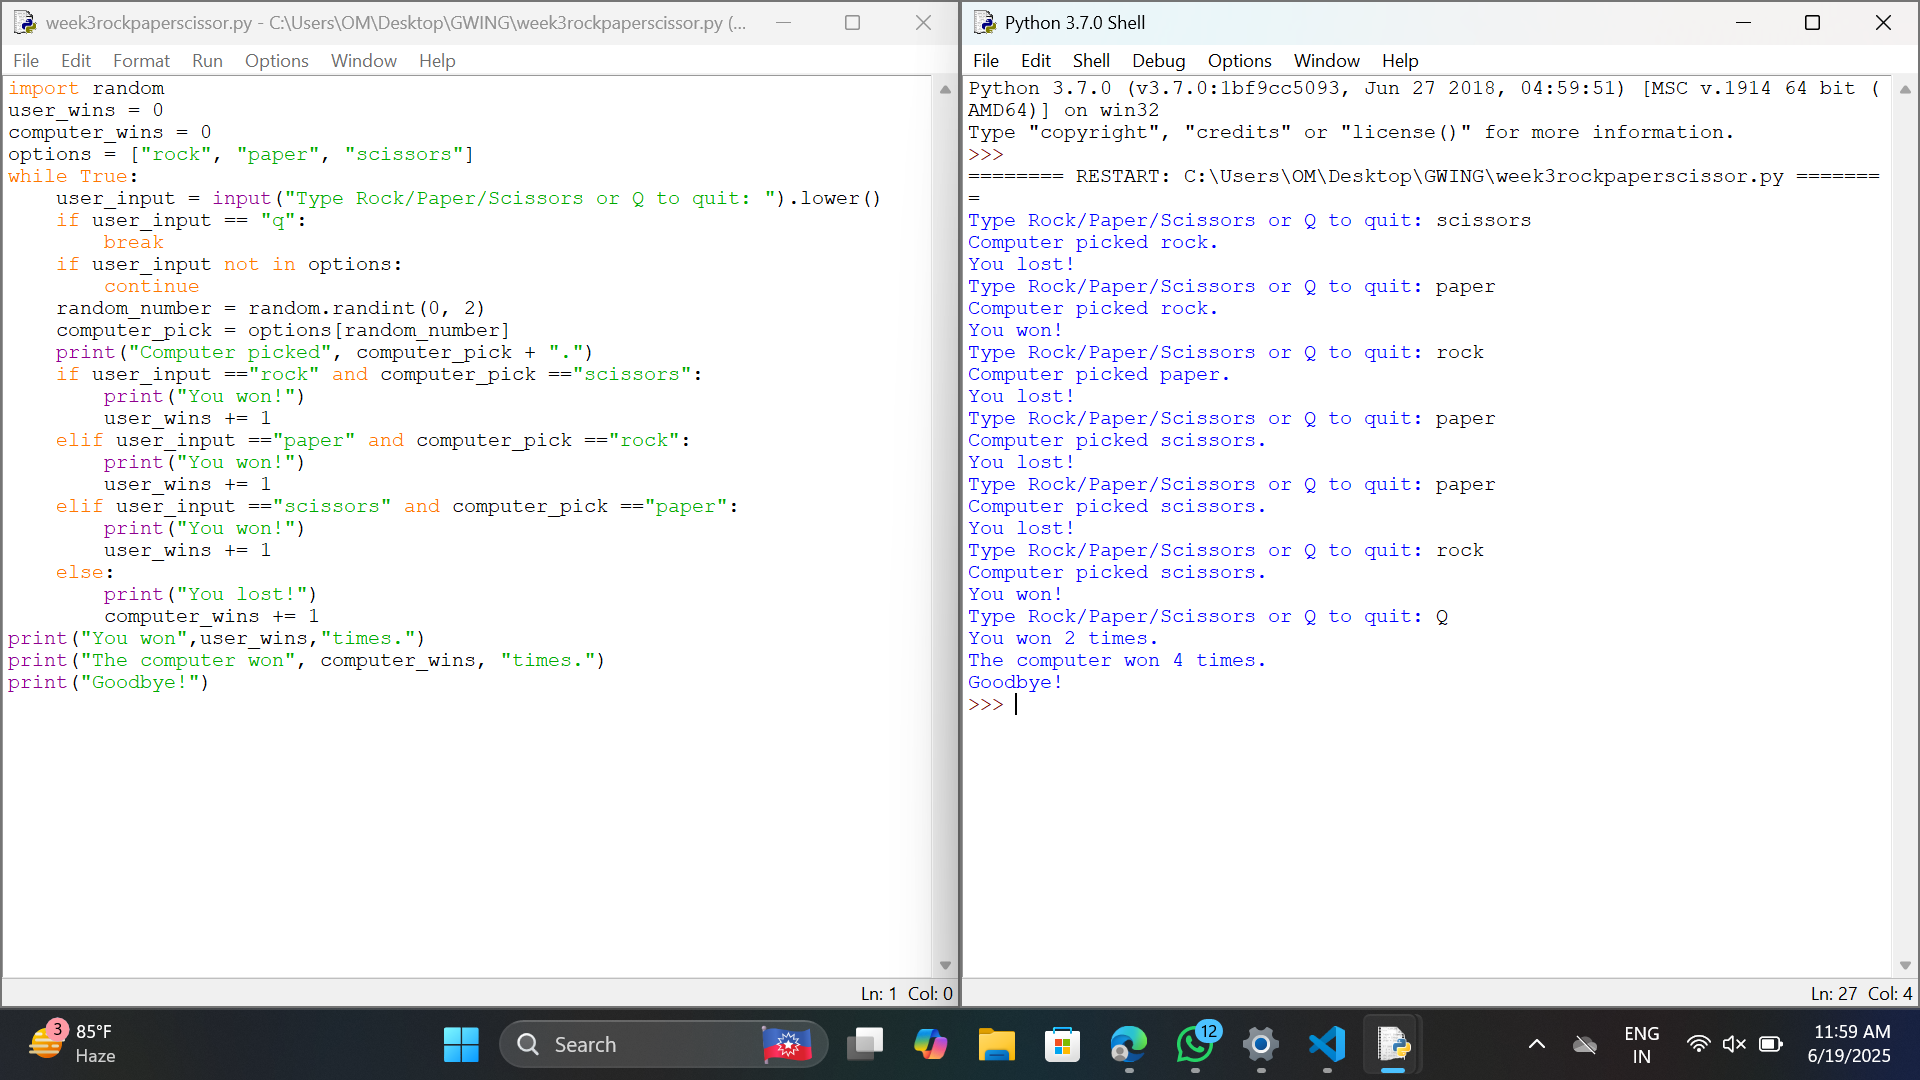 week3rockpaperscissor.py - C:\Users\OM\Desktop\GWING\week3rockpaperscissor.py (...
File Edit Format Run Options Window Help
import random
user_wins = 0
computer_wins = 0
options = ["rock", "paper", "scissors"]
while True:
    user_input = input("Type Rock/Paper/Scissors or Q to quit: ").lower()
    if user_input == "q":
        break
    if user_input not in options:
        continue
    random_number = random.randint(0, 2)
    computer_pick = options[random_number]
    print("Computer picked", computer_pick + ".")
    if user_input =="rock" and computer_pick =="scissors":
        print("You won!")
        user_wins += 1
    elif user_input =="paper" and computer_pick =="rock":
        print("You won!")
        user_wins += 1
    elif user_input =="scissors" and computer_pick =="paper":
        print("You won!")
        user_wins += 1
    else:
        print("You lost!")
        computer_wins += 1
print("You won",user_wins,"times.")
print("The computer won", computer_wins, "times.")
print("Goodbye!")
Ln: 1 Col: 0
Python 3.7.0 Shell
File Edit Shell Debug Options Window Help
Python 3.7.0 (v3.7.0:1bf9cc5093, Jun 27 2018, 04:59:51) [MSC v.1914 64 bit (
AMD64)] on win32
Type "copyright", "credits" or "license()" for more information.
>>>
======== RESTART: C:\Users\OM\Desktop\GWING\week3rockpaperscissor.py =======
=
Type Rock/Paper/Scissors or Q to quit: scissors
Computer picked rock.
You lost!
Type Rock/Paper/Scissors or Q to quit: paper
Computer picked rock.
You won!
Type Rock/Paper/Scissors or Q to quit: rock
Computer picked paper.
You lost!
Type Rock/Paper/Scissors or Q to quit: paper
Computer picked scissors.
You lost!
Type Rock/Paper/Scissors or Q to quit: paper
Computer picked scissors.
You lost!
Type Rock/Paper/Scissors or Q to quit: rock
Computer picked scissors.
You won!
Type Rock/Paper/Scissors or Q to quit: Q
You won 2 times.
The computer won 4 times.
Goodbye!
>>>
Ln: 27 Col: 4
3
85°F
Haze
Search
12
ENG
IN
11:59 AM
6/19/2025